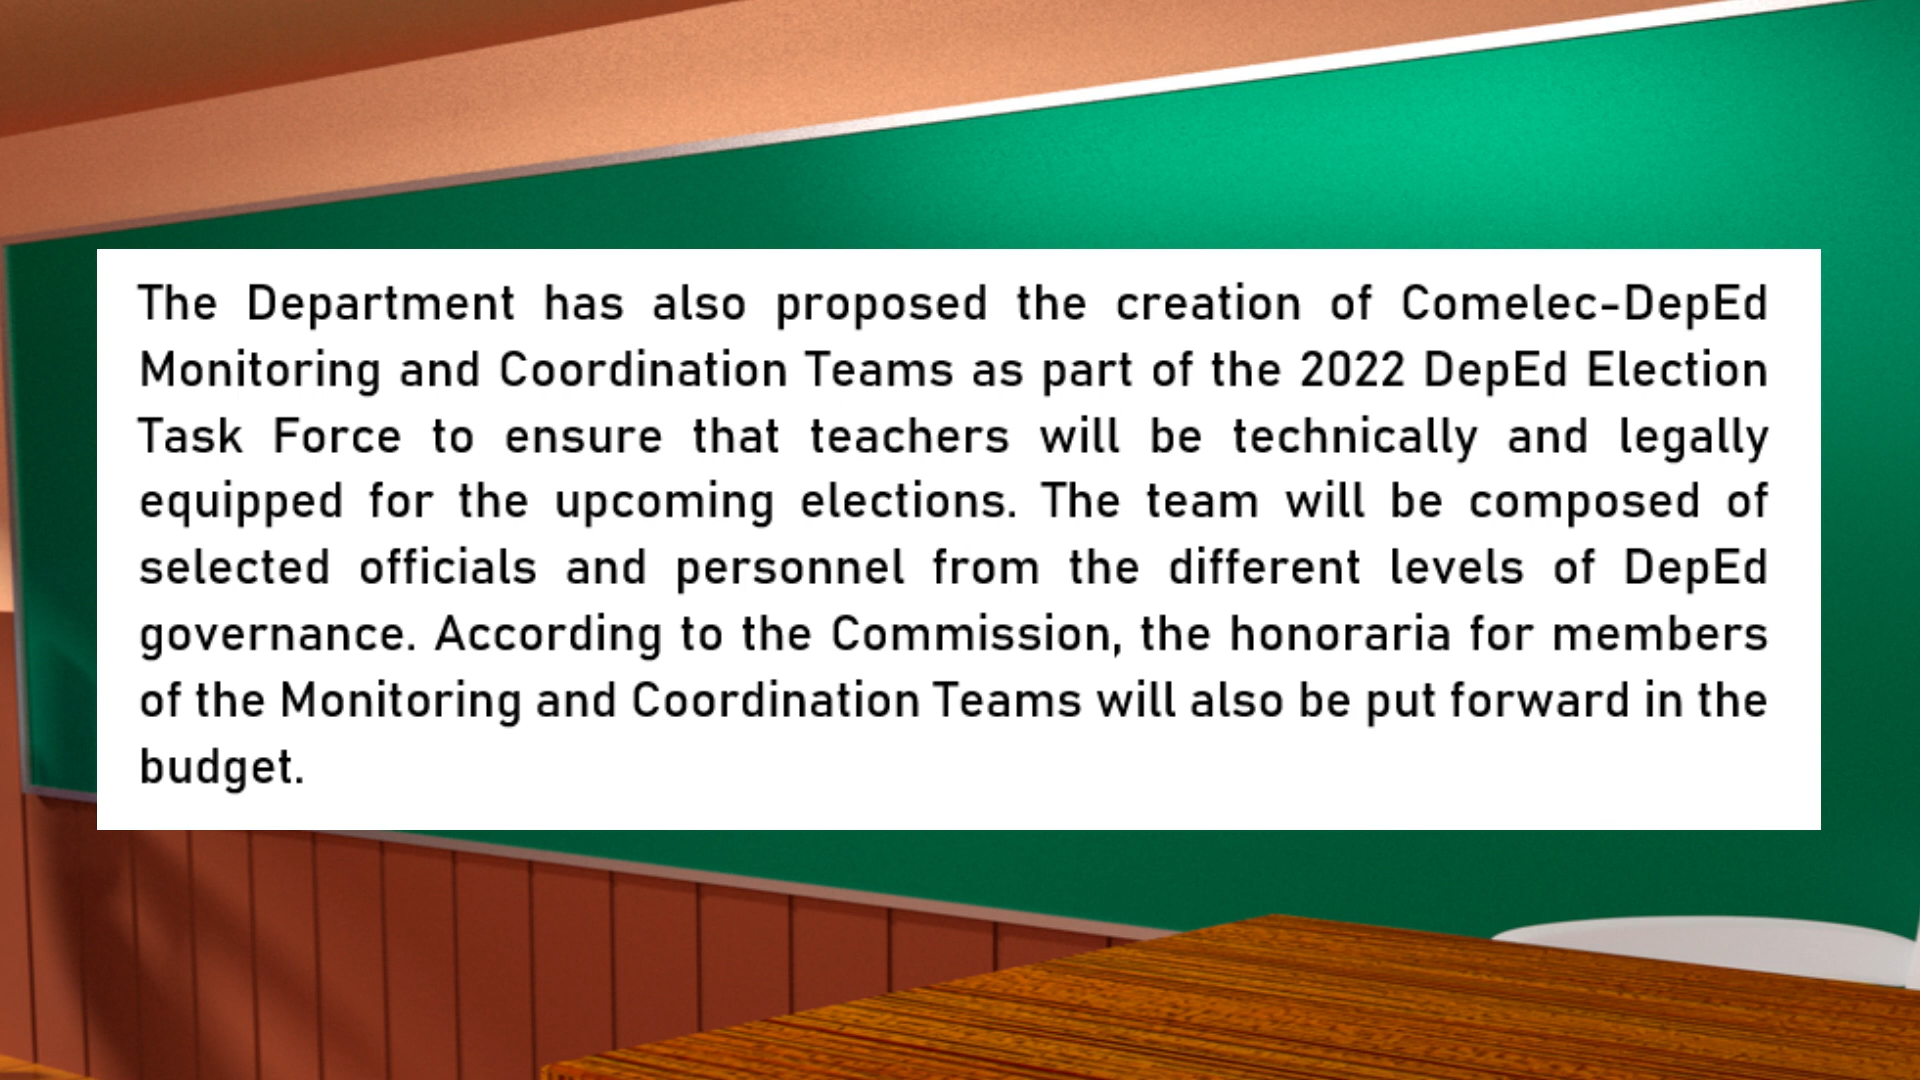 The Department has also proposed the creation of Comelec-DepEd
Monitoring and Coordination Teams as part of the 2022 DepEd Election
Task Force to ensure that teachers will be technically and legally
equipped for the upcoming elections. The team will be composed of
selected officials and personnel from the different levels of DepEd
governance. According to the Commission, the honoraria for members
of the Monitoring and Coordination Teams will also be put forward in the
budget.